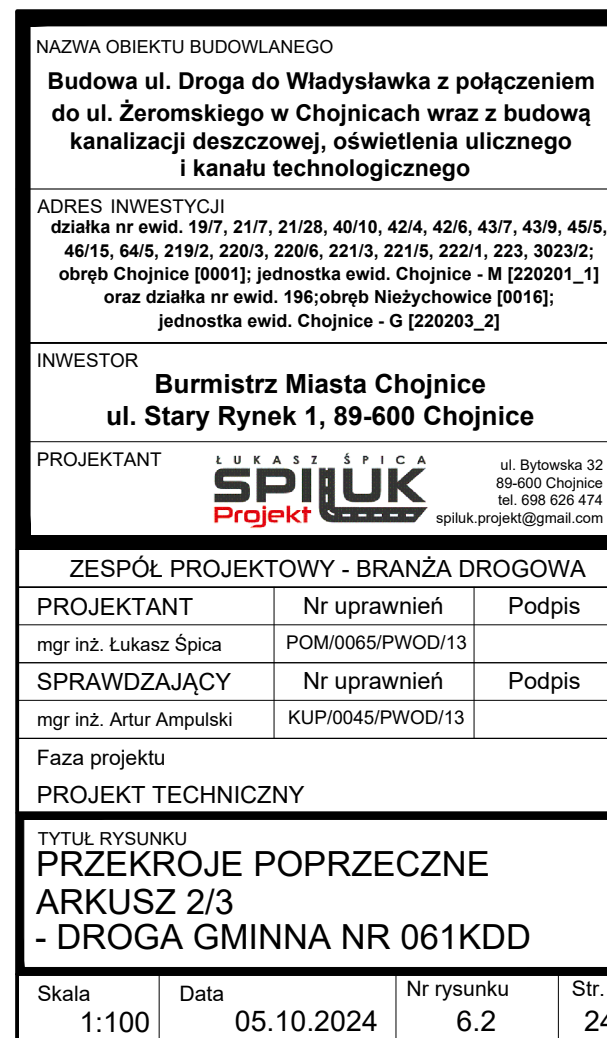 NAZWA OBIEKTU BUDOWLANEGO
Budowa ul. Droga do Władysławka z połączeniem
do ul. Żeromskiego w Chojnicach wraz z budową
kanalizacji deszczowej, oświetlenia ulicznego
i kanału technologicznego
ADRES INWESTYCJI
działka nr ewid. 19/7, 21/7, 21/28, 40/10, 42/4, 42/6, 43/7, 43/9, 45/5,
46/15, 64/5, 219/2, 220/3, 220/6, 221/3, 221/5, 222/1, 223, 3023/2;
obręb Chojnice [0001]; jednostka ewid. Chojnice - M [220201_1]
oraz działka nr ewid. 196;obręb Nieżychowice [0016];
jednostka ewid. Chojnice - G [220203_2]
INWESTOR
Burmistrz Miasta Chojnice
ul. Stary Rynek 1, 89-600 Chojnice
PROJEKTANT
ŁUKASZ ŚPICA
SPILUK
Projekt
ul. Bytowska 32
89-600 Chojnice
tel. 698 626 474
spiluk.projekt@gmail.com
ZESPÓŁ PROJEKTOWY - BRANŻA DROGOWA
PROJEKTANT Nr uprawnień Podpis
mgr inż. Łukasz Śpica POM/0065/PWOD/13
SPRAWDZAJĄCY Nr uprawnień Podpis
mgr inż. Artur Ampulski KUP/0045/PWOD/13
Faza projektu
PROJEKT TECHNICZNY
TYTUŁ RYSUNKU
PRZEKROJE POPRZECZNE
ARKUSZ 2/3
- DROGA GMINNA NR 061KDD
Skala Data Nr rysunku Str.
1:100 05.10.2024 6.2